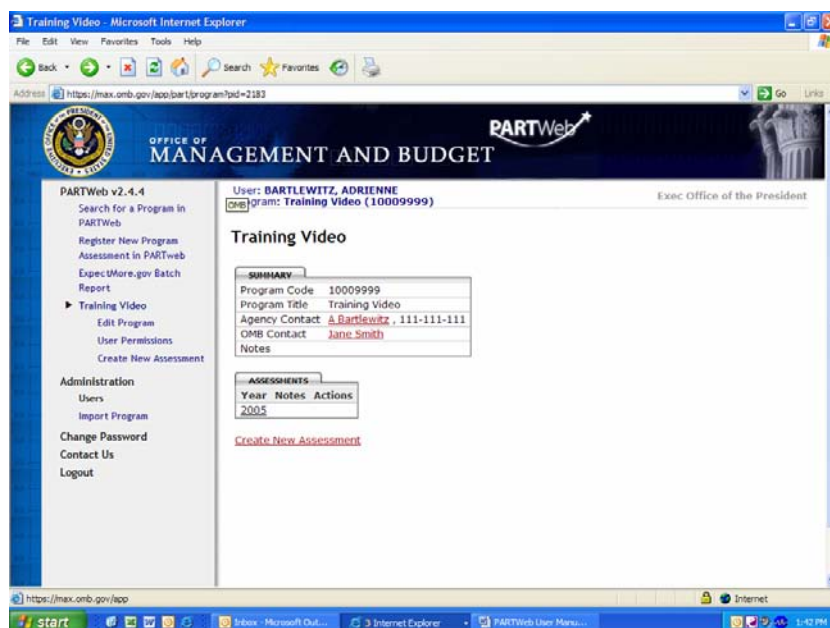 Training Video - Microsoft Internet Explorer
File Edit View Favorites Tools Help
Back Search Favorites
Address https://max.omb.gov/app/part/program?pid=2183 Go Links
OFFICE OF
MANAGEMENT AND BUDGET
PARTWeb
PARTWeb v2.4.4
Search for a Program in
PARTWeb
Register New Program
Assessment in PARTweb
ExpectMore.gov Batch
Report
Training Video
Edit Program
User Permissions
Create New Assessment
Administration
Users
Import Program
Change Password
Contact Us
Logout
User: BARTLEWITZ, ADRIENNE
OMB gram: Training Video (10009999)
Exec Office of the President
Training Video
SUMMARY
Program Code 10009999
Program Title Training Video
Agency Contact A Bartlewitz , 111-111-111
OMB Contact Jane Smith
Notes
ASSESSMENTS
Year Notes Actions
2005
Create New Assessment
https://max.omb.gov/app Internet
start Inbox - Microsoft Out... 3 Internet Explorer PARTWeb User Manu... 1:42 PM